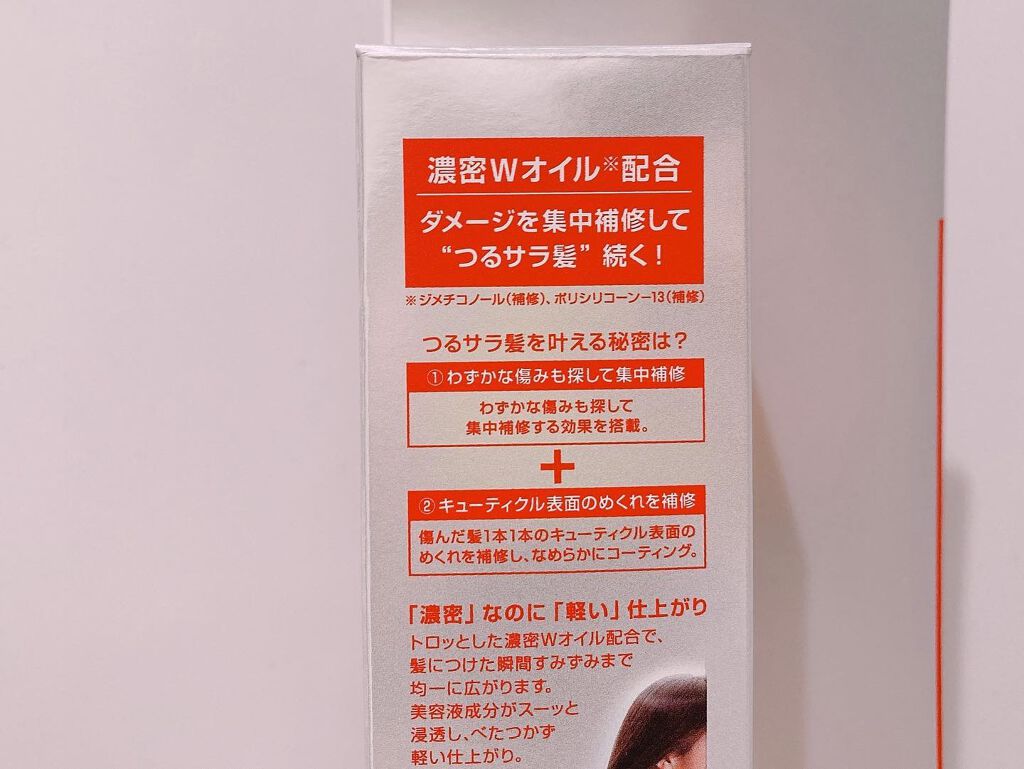 濃密Wオイル※配合
ダメージを集中補修して
“つるサラ髪”続く!
※ジメチコノール(補修)、ポリシリコーン−13(補修)
つるサラ髪を叶える秘密は?
①わずかな傷みも探して集中補修
わずかな傷みも探して
集中補修する効果を搭載。
+
②キューティクル表面のめくれを補修
傷んだ髪1本1本のキューティクル表面の
めくれを補修し、なめらかにコーティング。
「濃密」なのに「軽い」仕上がり
トロッとした濃密Wオイル配合で、
髪につけた瞬間すみずみまで
均一に広がります。
美容液成分がスーッと
浸透し、べたつかず
軽い仕上がり。